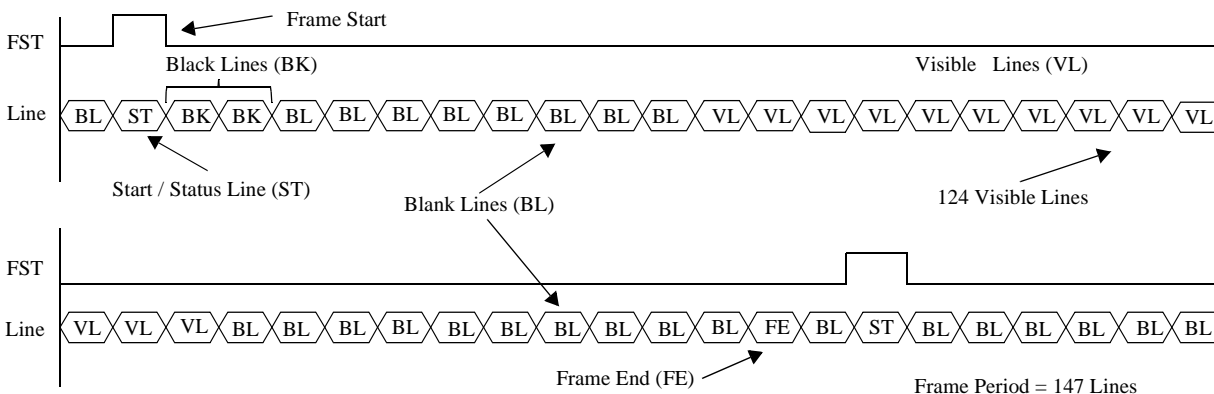 Frame Start
FST
Black Lines (BK)
Visible Lines (VL)
Line BL ST BK BK BL BL BL BL BL BL BL BL VL VL VL VL VL VL VL VL VL VL
Start / Status Line (ST)
Blank Lines (BL)
124 Visible Lines
FST
Line VL VL VL BL BL BL BL BL BL BL BL BL BL FE BL ST BL BL BL BL BL BL
Frame End (FE)
Frame Period = 147 Lines